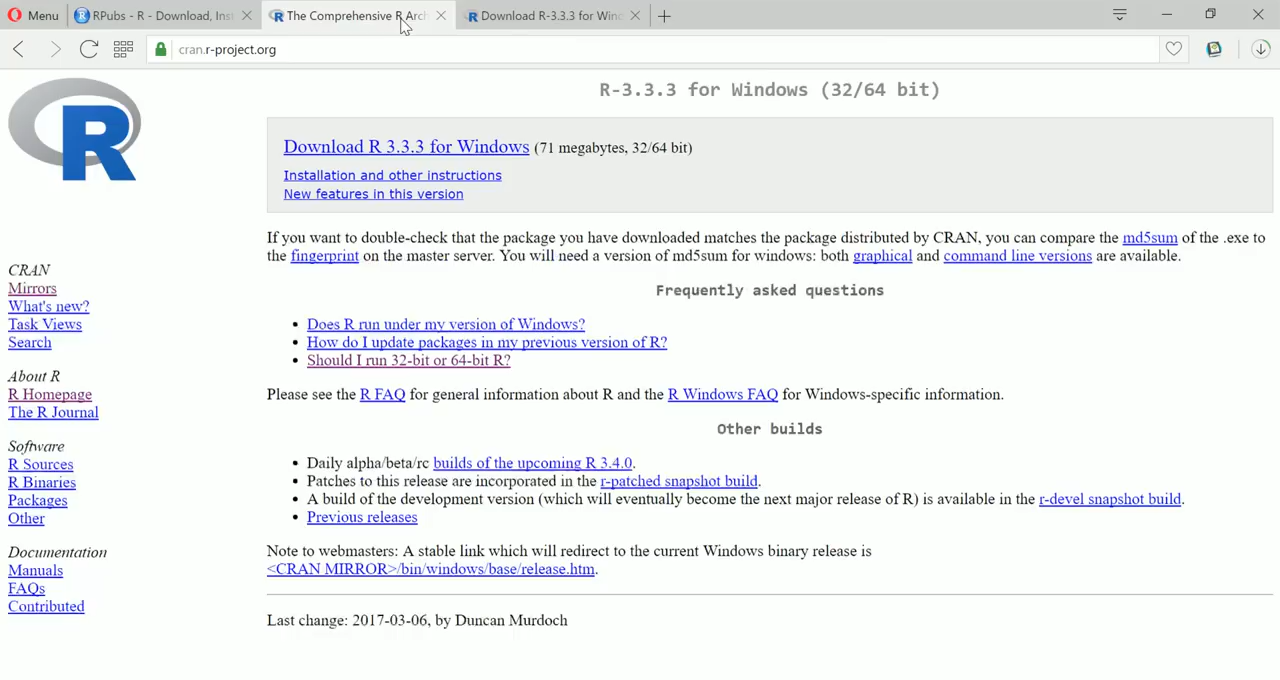 Menu
RPubs - R - Download, Inst
The Comprehensive R Arch
Download R-3.3.3 for Wind
cran.r-project.org
R
R-3.3.3 for Windows (32/64 bit)
Download R 3.3.3 for Windows (71 megabytes, 32/64 bit)
Installation and other instructions
New features in this version
If you want to double-check that the package you have downloaded matches the package distributed by CRAN, you can compare the md5sum of the .exe to
the fingerprint on the master server. You will need a version of md5sum for windows: both graphical and command line versions are available.
Frequently asked questions
Does R run under my version of Windows?
How do I update packages in my previous version of R?
Should I run 32-bit or 64-bit R?
Please see the R FAQ for general information about R and the R Windows FAQ for Windows-specific information.
Other builds
Daily alpha/beta/rc builds of the upcoming R 3.4.0.
Patches to this release are incorporated in the r-patched snapshot build.
A build of the development version (which will eventually become the next major release of R) is available in the r-devel snapshot build.
Previous releases
Note to webmasters: A stable link which will redirect to the current Windows binary release is
<CRAN MIRROR>/bin/windows/base/release.htm.
Last change: 2017-03-06, by Duncan Murdoch
CRAN
Mirrors
What's new?
Task Views
Search
About R
R Homepage
The R Journal
Software
R Sources
R Binaries
Packages
Other
Documentation
Manuals
FAQs
Contributed